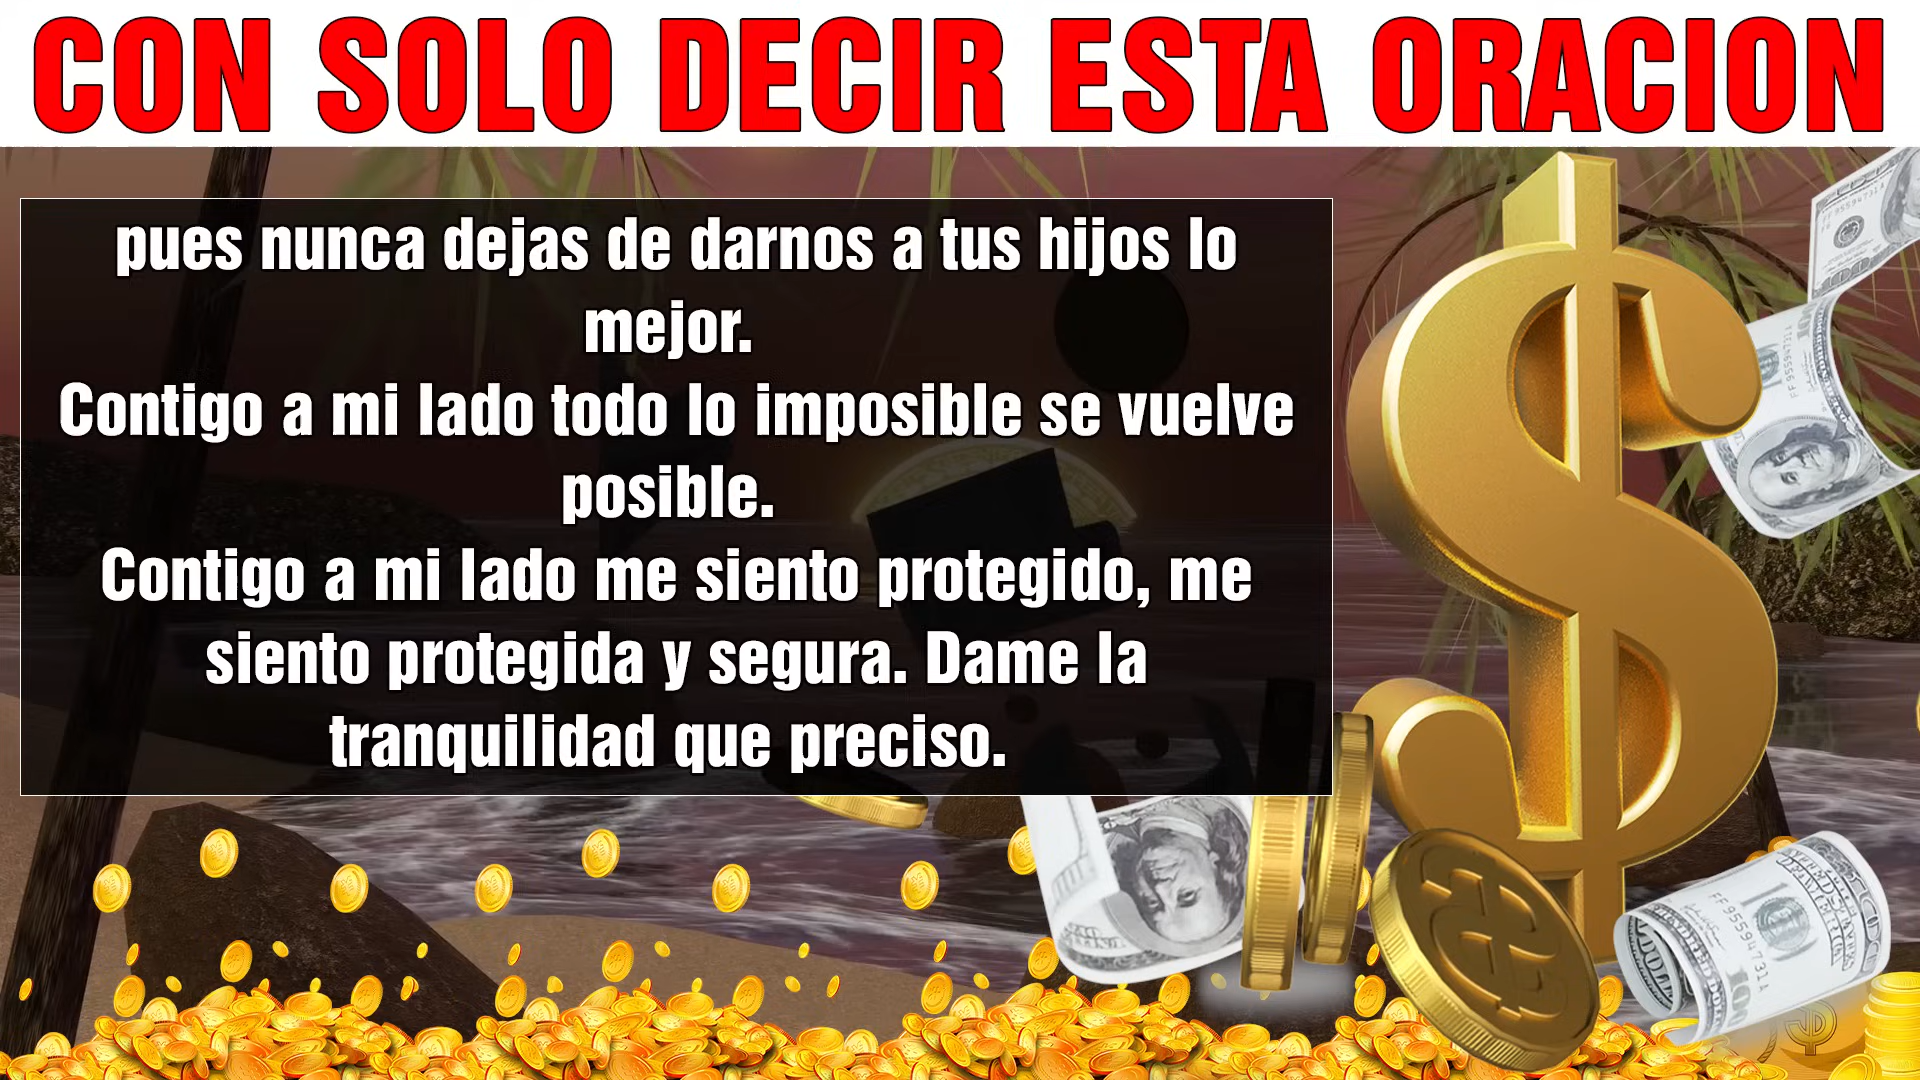 CON SOLO DECIR ESTA ORACION
pues nunca dejas de darnos a tus hijos lo
mejor.
Contigo a mi lado todo lo imposible se vuelve
posible.
Contigo a mi lado me siento protegido, me
siento protegida y segura. Dame la
tranquilidad que preciso.